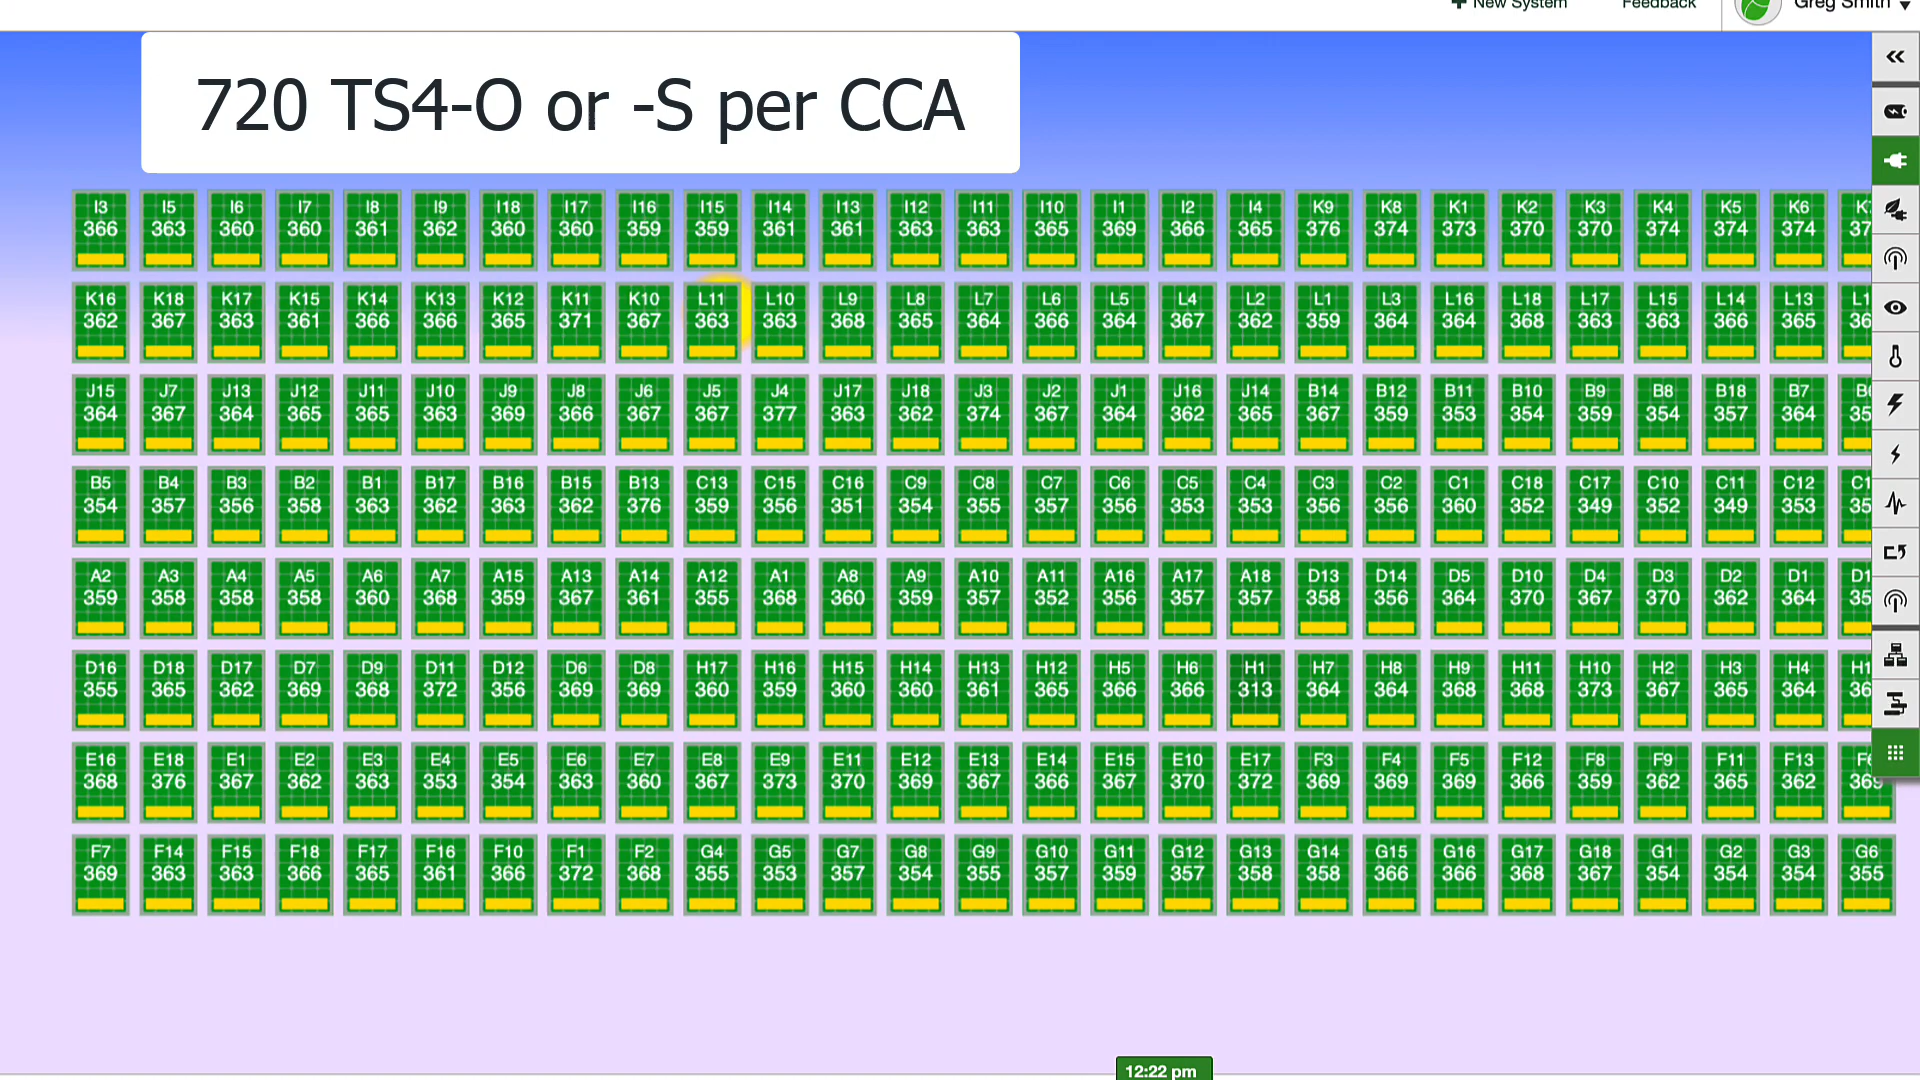 New System Feedback Greg Smith
720 TS4-O or -S per CCA
I3 I5 I6 I7 I8 I9 I18 I17 I16 I15 I14 I13 I12 I11 I10 I1 I2 I4 K9 K8 K1 K2 K3 K4 K5 K6
366 363 360 360 361 362 360 360 359 359 361 361 363 363 365 369 366 365 376 374 373 370 370 374 374 374
K16 K18 K17 K15 K14 K13 K12 K11 K10 L11 L10 L9 L8 L7 L6 L5 L4 L2 L1 L3 L16 L18 L17 L15 L14 L13
362 367 363 361 366 366 365 371 367 363 363 368 365 364 366 364 367 362 359 364 364 368 363 363 366 365
J15 J7 J13 J12 J11 J10 J9 J8 J6 J5 J4 J17 J18 J3 J2 J1 J16 J14 B14 B12 B11 B10 B9 B8 B18 B7
364 367 364 365 365 363 369 366 367 367 377 363 362 374 367 364 362 365 367 359 353 354 359 354 357 364
B5 B4 B3 B2 B1 B17 B16 B15 B13 C13 C15 C16 C9 C8 C7 C6 C5 C4 C3 C2 C1 C18 C17 C10 C11 C12
354 357 356 358 363 362 363 362 376 359 356 351 354 355 357 356 353 353 356 356 360 352 349 352 349 353
A2 A3 A4 A5 A6 A7 A15 A13 A14 A12 A1 A8 A9 A10 A11 A16 A17 A18 D13 D14 D5 D10 D4 D3 D2 D1
359 358 358 358 360 368 359 367 361 355 368 360 359 357 352 356 357 357 358 356 364 370 367 370 362 364
D16 D18 D17 D7 D9 D11 D12 D6 D8 H17 H16 H15 H14 H13 H12 H5 H6 H1 H7 H8 H9 H11 H10 H2 H3 H4
355 365 362 369 368 372 356 369 369 360 359 360 360 361 365 366 366 313 364 364 368 368 373 367 365 364
E16 E18 E1 E2 E3 E4 E5 E6 E7 E8 E9 E11 E12 E13 E14 E15 E10 E17 F3 F4 F5 F12 F8 F9 F11 F13
368 376 367 362 363 353 354 363 360 367 373 370 369 367 366 367 370 372 369 369 369 366 359 362 365 362 369
F7 F14 F15 F18 F17 F16 F10 F1 F2 G4 G5 G7 G8 G9 G10 G11 G12 G13 G14 G15 G16 G17 G18 G1 G2 G3 G6
369 363 363 366 365 361 366 372 368 355 353 357 354 355 357 359 357 358 358 366 366 368 367 354 354 354 355
12:22 pm